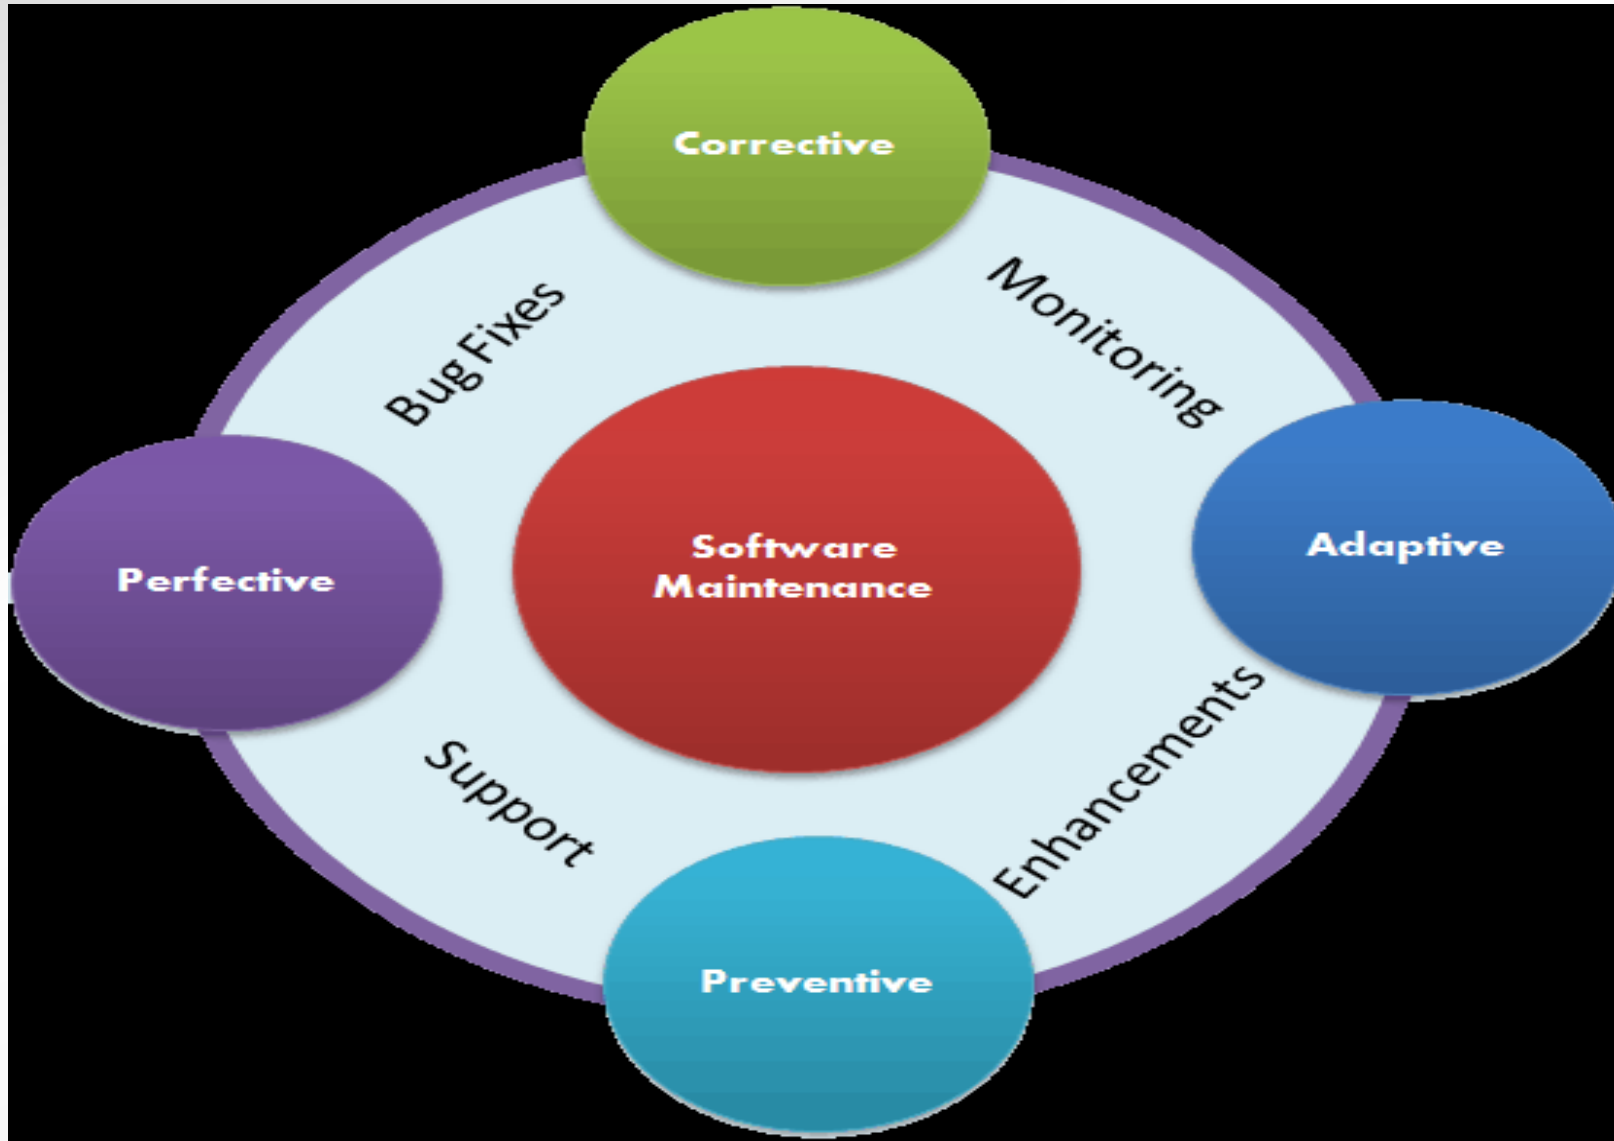 Corrective
Bug Fixes
Monitoring
Software
Maintenance
Adaptive
Perfective
Support
Enhancements
Preventive